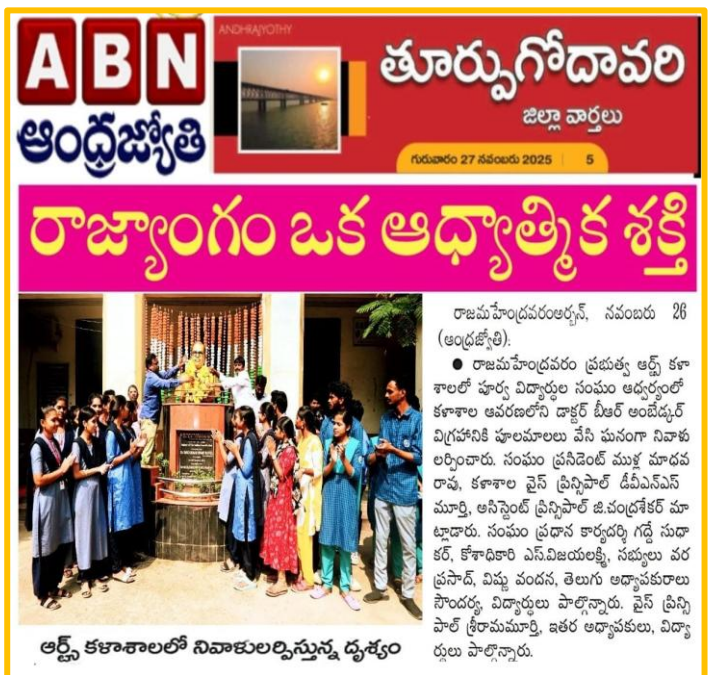 ABN
ఆంధ్రజ్యోతి
ANDHRAJYOTHY
తూర్పుగోదావరి
జిల్లా వార్తలు
గురువారం 27 నవంబరు 2025 | 5
రాజ్యాంగం ఒక ఆధ్యాత్మిక శక్తి
రాజమహేంద్రవరంఅర్బన్, నవంబరు 26
(ఆంధ్రజ్యోతి):
● రాజమహేంద్రవరం ప్రభుత్వ ఆర్ట్స్ కళా
శాలలో పూర్వ విద్యార్థుల సంఘం ఆధ్వర్యంలో
కళాశాల ఆవరణలోని డాక్టర్ బీఆర్ అంబేడ్కర్
విగ్రహానికి పూలమాలలు వేసి ఘనంగా నివాళు
లర్పించారు. సంఘం ప్రసిడెంట్ ముళ్ల మాధవ
రావు, కళాశాల వైస్ ప్రిన్సిపాల్ డీవీఎన్ఎస్
మూర్తి, అసిస్టెంట్ ప్రిన్సిపాల్ జి.చంద్రశేకర్ మా
ట్లాడారు. సంఘం ప్రధాన కార్యదర్శి గడ్డే సుధా
కర్, కోశాధికారి ఎస్.విజయలక్ష్మి, సభ్యులు వర
ప్రసాద్, విష్ణు వందన, తెలుగు అధ్యాపకురాలు
సౌందర్య, విద్యార్థులు పాల్గొన్నారు. వైస్ ప్రిన్సి
పాల్ శ్రీరామమూర్తి, ఇతర అధ్యాపకులు, విద్యా
ర్థులు పాల్గొన్నారు.
ఆర్ట్స్ కళాశాలలో నివాళులర్పిస్తున్న దృశ్యం